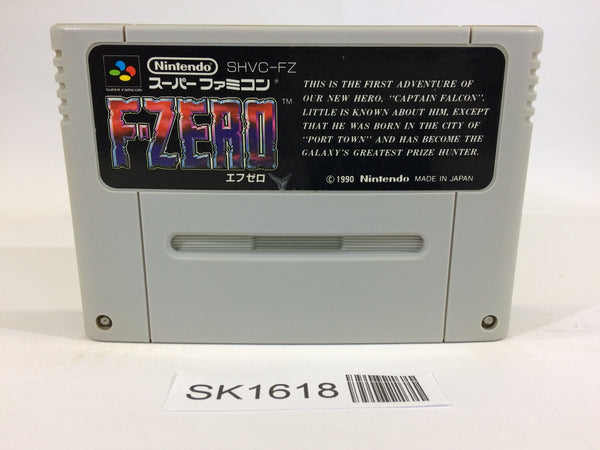 SUPER FAMICOM
Nintendo SHVC-FZ
スーパーファミコン®
F-ZERO™
エフゼロ
THIS IS THE FIRST ADVENTURE OF
OUR NEW HERO, "CAPTAIN FALCON".
LITTLE IS KNOWN ABOUT HIM, EXCEPT
THAT HE WAS BORN IN THE CITY OF
"PORT TOWN" AND HAS BECOME THE
GALAXY'S GREATEST PRIZE HUNTER.
© 1990 Nintendo MADE IN JAPAN
SK1618